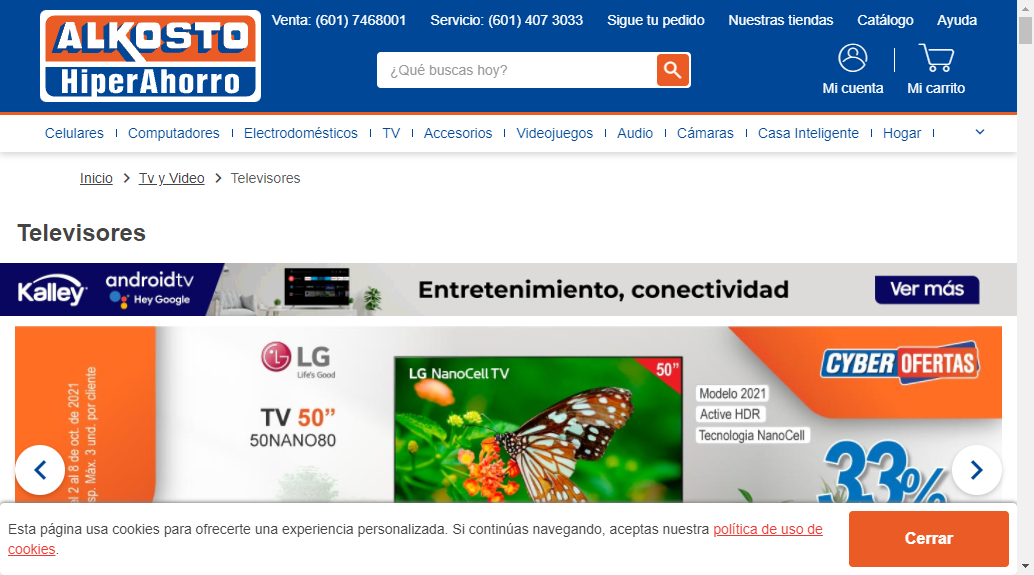 ALKOSTO
HiperAhorro
Venta: (601) 7468001 Servicio: (601) 407 3033 Sigue tu pedido Nuestras tiendas Catálogo Ayuda
¿Qué buscas hoy?
Mi cuenta Mi carrito
Celulares Computadores Electrodomésticos TV Accesorios Videojuegos Audio Cámaras Casa Inteligente Hogar
Inicio Tv y Video Televisores
Televisores
Kalley androidtv
Hey Google
Entretenimiento, conectividad
Ver más
2 al 8 de oct. de 2021
sp. Máx. 3 und. por cliente
LG
Life's Good
TV 50”
50NANO80
LG NanoCell TV
50”
Modelo 2021
Active HDR
Tecnologia NanoCell
CYBER OFERTAS
33%
Esta página usa cookies para ofrecerte una experiencia personalizada. Si continúas navegando, aceptas nuestra política de uso de
cookies.
Cerrar